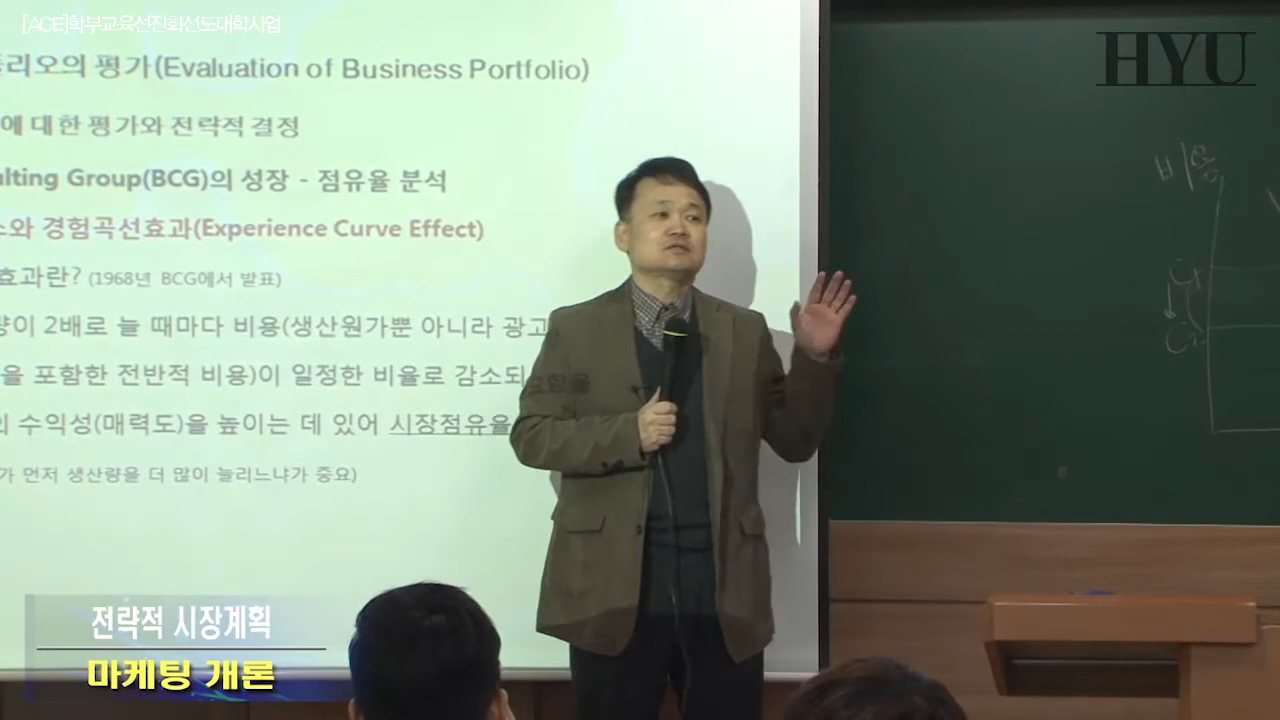 [ACE]학부교육 선진화 선도대학사업
HYU
리오의 평가(Evaluation of Business Portfolio)
에 대한 평가와 전략적 결정
ulting Group(BCG)의 성장 - 점유율 분석
와 경험곡선효과(Experience Curve Effect)
효과란? (1968년 BCG에서 발표)
량이 2배로 늘 때마다 비용(생산원가뿐 아니라 광고
을 포함한 전반적 비용)이 일정한 비율로 감소되
의 수익성(매력도)을 높이는 데 있어 시장점유율
가 먼저 생산량을 더 많이 늘리느냐가 중요)
비용
C1
C2
전략적 시장계획
마케팅 개론